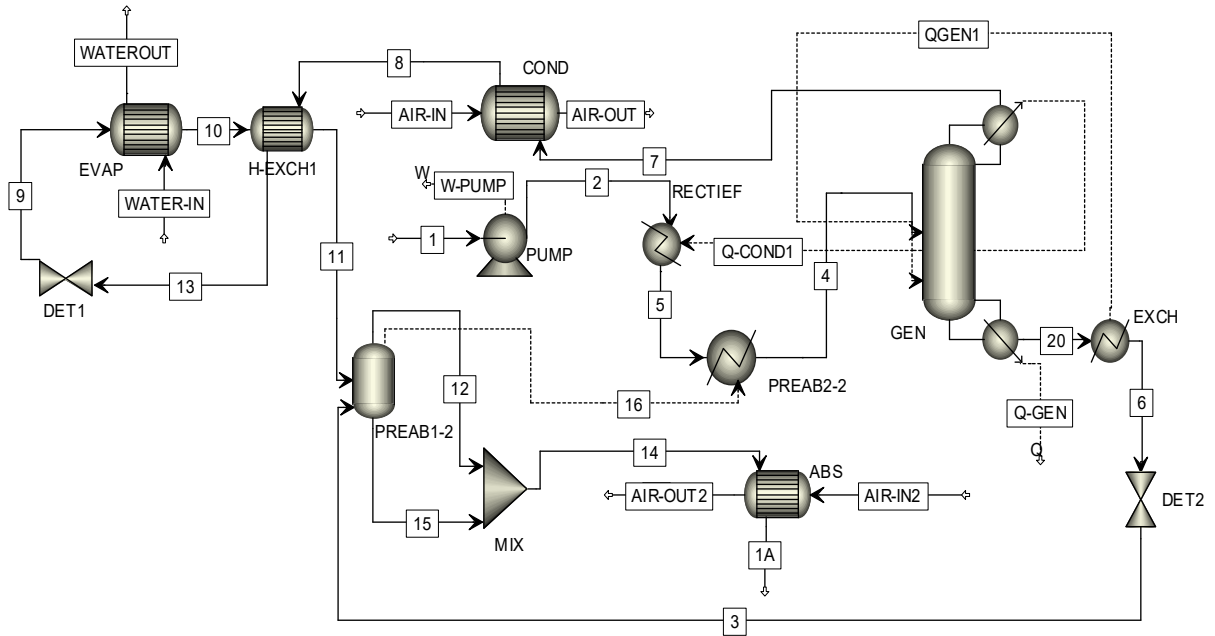 QGEN1
WATEROUT
8
COND
AIR-IN
AIR-OUT
10
EVAP
H-EXCH1
7
W
W-PUMP
2
RECTIEF
9
WATER-IN
1
PUMP
Q-COND1
11
4
13
DET1
5
GEN
20
EXCH
12
16
PREAB2-2
6
Q-GEN
Q
PREAB1-2
14
ABS
AIR-OUT2
AIR-IN2
DET2
15
MIX
1A
3